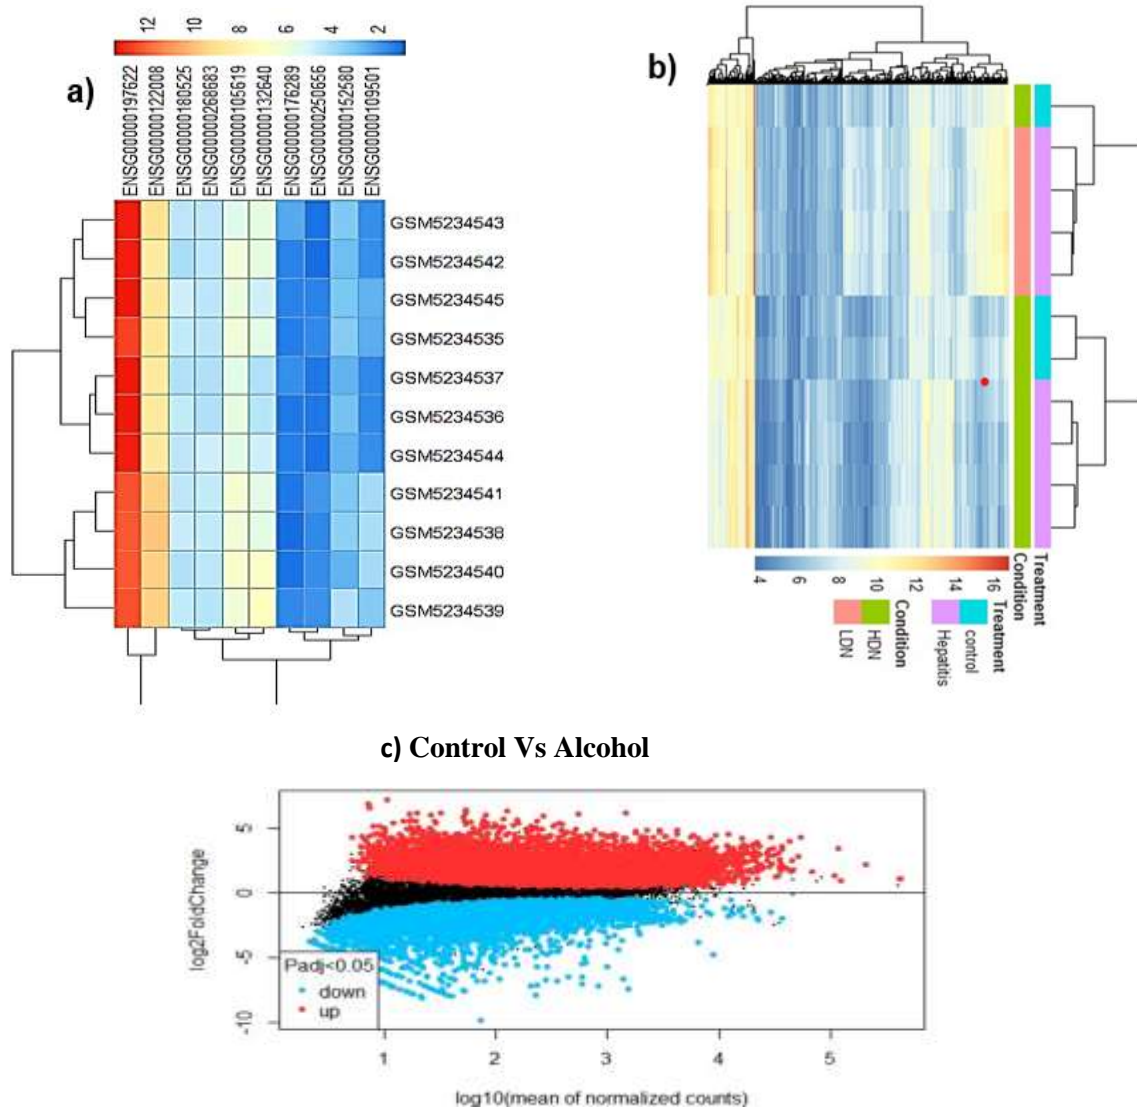 12 10 8 6 4 2
a)
ENSG00000197622
ENSG00000122008
ENSG00000180525
ENSG00000268683
ENSG00000105619
ENSG00000132640
ENSG00000176289
ENSG00000250656
ENSG00000152580
ENSG00000109501
GSM5234543
GSM5234542
GSM5234545
GSM5234535
GSM5234537
GSM5234536
GSM5234544
GSM5234541
GSM5234538
GSM5234540
GSM5234539
b)
4 6 8 10 12 14 16
Treatment
Condition
Treatment
control
Hepatitis
Condition
HDN
LDN
c) Control Vs Alcohol
log2FoldChange
5
0
-5
-10
Padj<0.05
down
up
1 2 3 4 5
log10(mean of normalized counts)